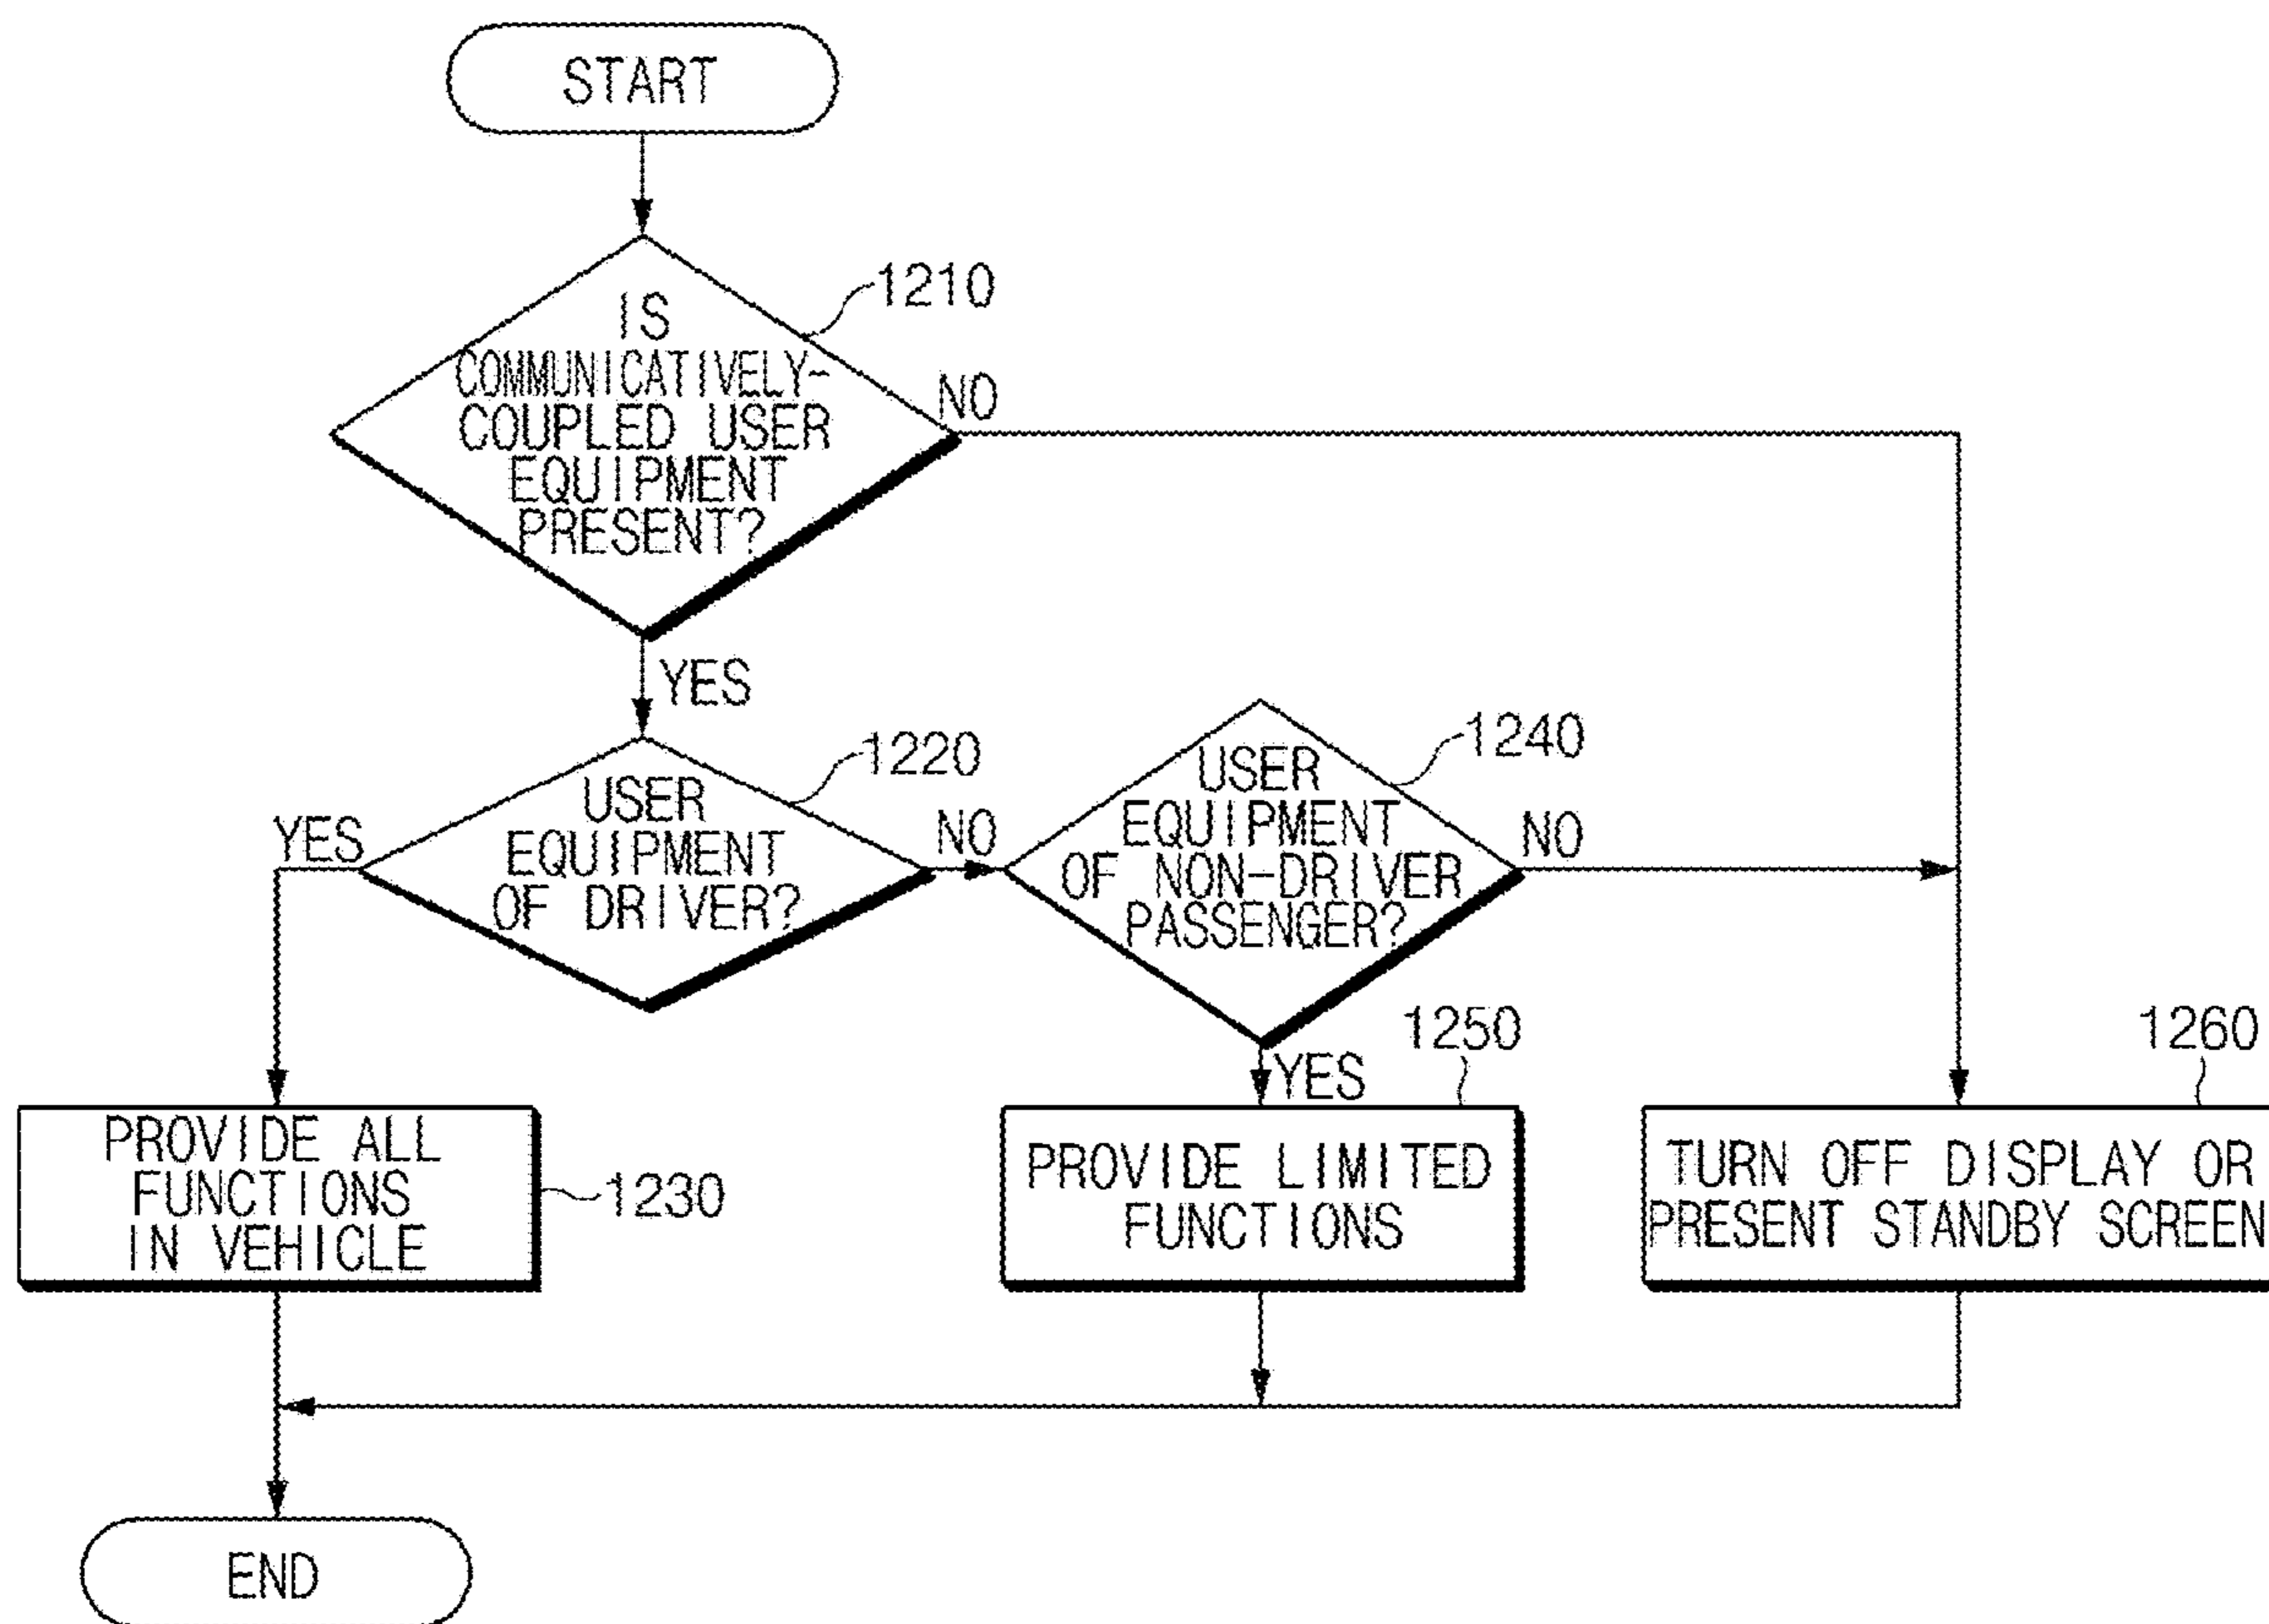 START
1210
IS
COMMUNICATIVELY-
COUPLED USER
EQUIPMENT
PRESENT?
NO
YES
1220
USER
EQUIPMENT
OF DRIVER?
YES
NO
1240
USER
EQUIPMENT
OF NON-DRIVER
PASSENGER?
NO
YES
PROVIDE ALL
FUNCTIONS
IN VEHICLE
1230
1250
PROVIDE LIMITED
FUNCTIONS
1260
TURN OFF DISPLAY OR
PRESENT STANDBY SCREEN
END